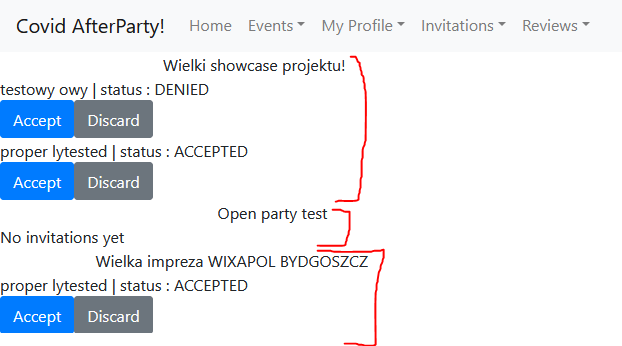 Covid AfterParty! Home Events My Profile Invitations Reviews
Wielki showcase projektu!
testowy owy | status : DENIED
Accept Discard
proper lytested | status : ACCEPTED
Accept Discard
Open party test
No invitations yet
Wielka impreza WIXAPOL BYDGOSZCZ
proper lytested | status : ACCEPTED
Accept Discard